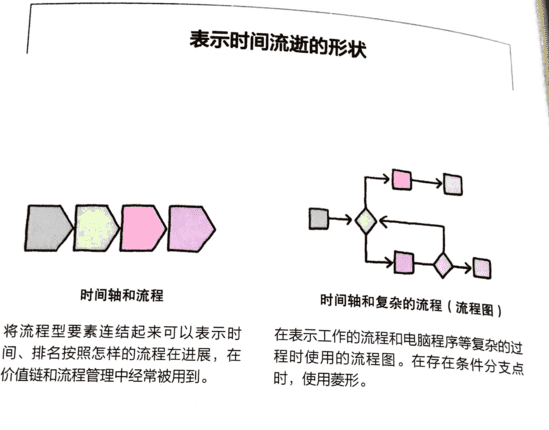 表示时间流逝的形状
时间轴和流程
将流程型要素连结起来可以表示时
间、排名按照怎样的流程在进展，在
价值链和流程管理中经常被用到。
时间轴和复杂的流程（流程图）
在表示工作的流程和电脑程序等复杂的过
程时使用的流程图。在存在条件分支点
时，使用菱形。